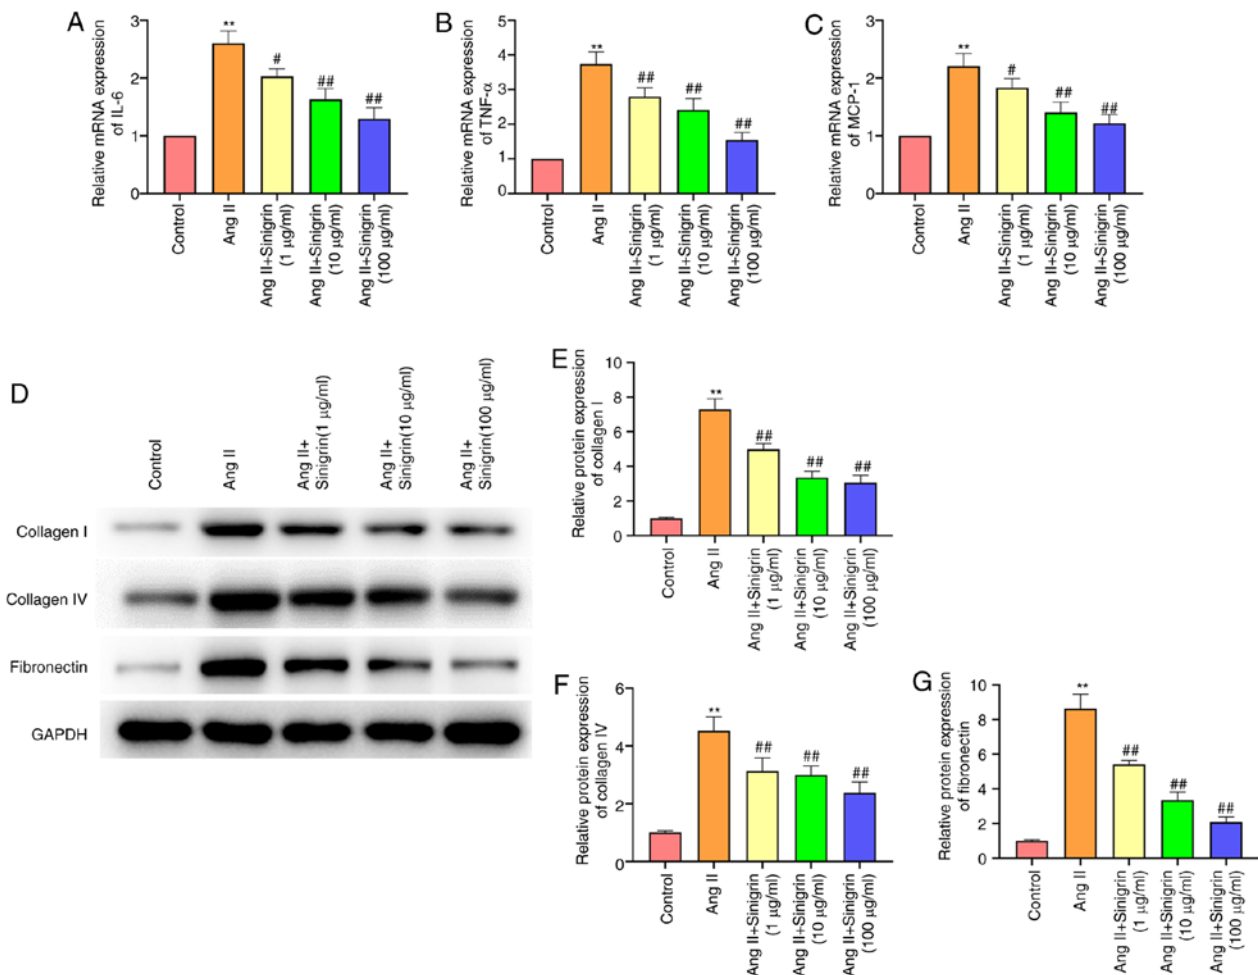 A
Relative mRNA expression
of IL-6
3
2
1
0
**
#
##
##
Control
Ang II
Ang II+Sinigrin
(1 μg/ml)
Ang II+Sinigrin
(10 μg/ml)
Ang II+Sinigrin
(100 μg/ml)
B
Relative mRNA expression
of TNF-α
5
4
3
2
1
0
**
##
##
##
Control
Ang II
Ang II+Sinigrin
(1 μg/ml)
Ang II+Sinigrin
(10 μg/ml)
Ang II+Sinigrin
(100 μg/ml)
C
Relative mRNA expression
of MCP-1
3
2
1
0
**
#
##
##
Control
Ang II
Ang II+Sinigrin
(1 μg/ml)
Ang II+Sinigrin
(10 μg/ml)
Ang II+Sinigrin
(100 μg/ml)
D
Control
Ang II
Ang II+
Sinigrin(1 μg/ml)
Ang II+
Sinigrin(10 μg/ml)
Ang II+
Sinigrin(100 μg/ml)
Collagen I
Collagen IV
Fibronectin
GAPDH
E
Relative protein expression
of collagen I
10
8
6
4
2
0
**
##
##
##
Control
Ang II
Ang II+Sinigrin
(1 μg/ml)
Ang II+Sinigrin
(10 μg/ml)
Ang II+Sinigrin
(100 μg/ml)
F
Relative protein expression
of collagen IV
6
4
2
0
**
##
##
##
Control
Ang II
Ang II+Sinigrin
(1 μg/ml)
Ang II+Sinigrin
(10 μg/ml)
Ang II+Sinigrin
(100 μg/ml)
G
Relative protein expression
of fibronectin
10
8
6
4
2
0
**
##
##
##
Control
Ang II
Ang II+Sinigrin
(1 μg/ml)
Ang II+Sinigrin
(10 μg/ml)
Ang II+Sinigrin
(100 μg/ml)